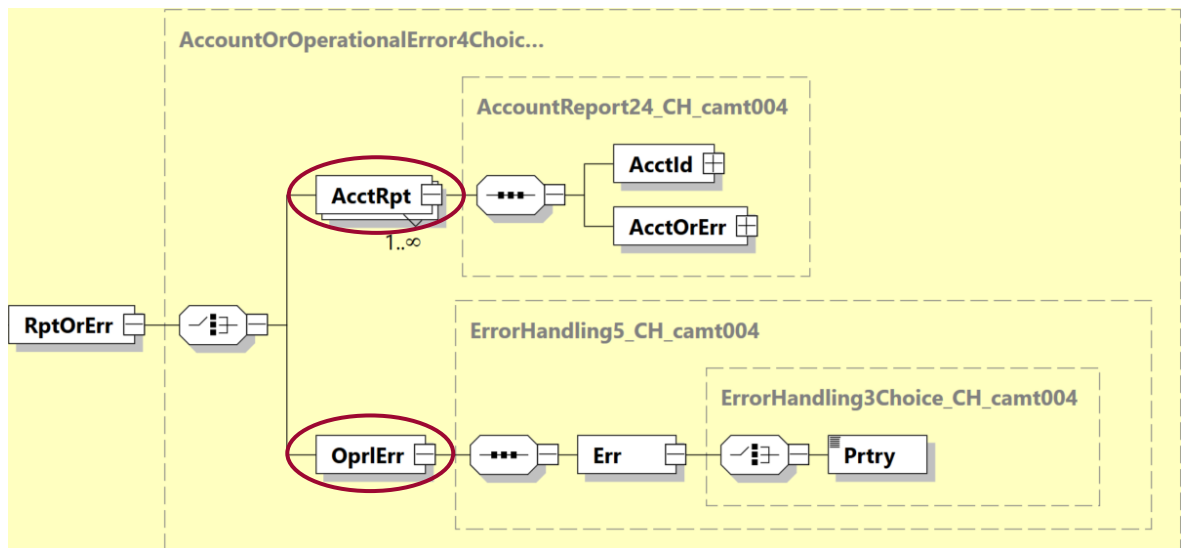 AccountOrOperationalError4Choic...
AccountReport24_CH_camt004
AcctId
AcctRpt
AcctOrErr
1..∞
RptOrErr
ErrorHandling5_CH_camt004
ErrorHandling3Choice_CH_camt004
OprlErr
Err
Prtry